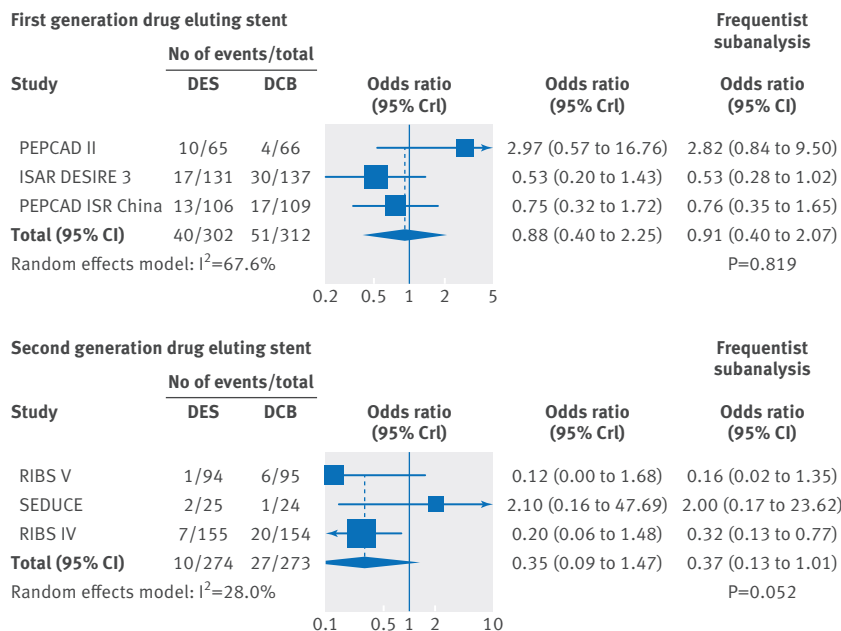 First generation drug eluting stent Frequentist subanalysis
No of events/total
Study DES DCB Odds ratio (95% Crl) Odds ratio (95% Crl) Odds ratio (95% CI)
PEPCAD II 10/65 4/66 2.97 (0.57 to 16.76) 2.82 (0.84 to 9.50)
ISAR DESIRE 3 17/131 30/137 0.53 (0.20 to 1.43) 0.53 (0.28 to 1.02)
PEPCAD ISR China 13/106 17/109 0.75 (0.32 to 1.72) 0.76 (0.35 to 1.65)
Total (95% CI) 40/302 51/312 0.88 (0.40 to 2.25) 0.91 (0.40 to 2.07)
Random effects model: I²=67.6% P=0.819
0.2 0.5 1 2 5
Second generation drug eluting stent Frequentist subanalysis
No of events/total
Study DES DCB Odds ratio (95% Crl) Odds ratio (95% Crl) Odds ratio (95% CI)
RIBS V 1/94 6/95 0.12 (0.00 to 1.68) 0.16 (0.02 to 1.35)
SEDUCE 2/25 1/24 2.10 (0.16 to 47.69) 2.00 (0.17 to 23.62)
RIBS IV 7/155 20/154 0.20 (0.06 to 1.48) 0.32 (0.13 to 0.77)
Total (95% CI) 10/274 27/273 0.35 (0.09 to 1.47) 0.37 (0.13 to 1.01)
Random effects model: I²=28.0% P=0.052
0.1 0.5 1 2 10